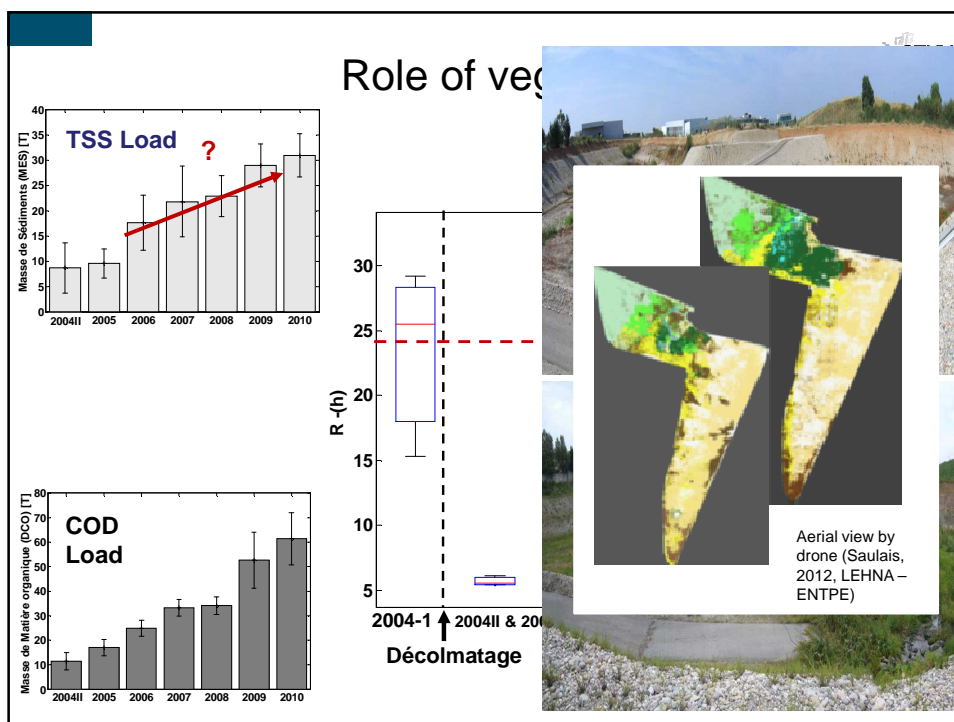 Role of veg
TSS Load
?
Masse de Sédiments (MES) [T]
40
35
30
25
20
15
10
5
0
2004II 2005 2006 2007 2008 2009 2010
COD
Load
Masse de Matière organique (DCO) [T]
80
70
60
50
40
30
20
10
0
2004II 2005 2006 2007 2008 2009 2010
R -(h)
30
25
20
15
10
5
2004-1 2004II & 200
Décolmatage
Aerial view by
drone (Saulais,
2012, LEHNA –
ENTPE)